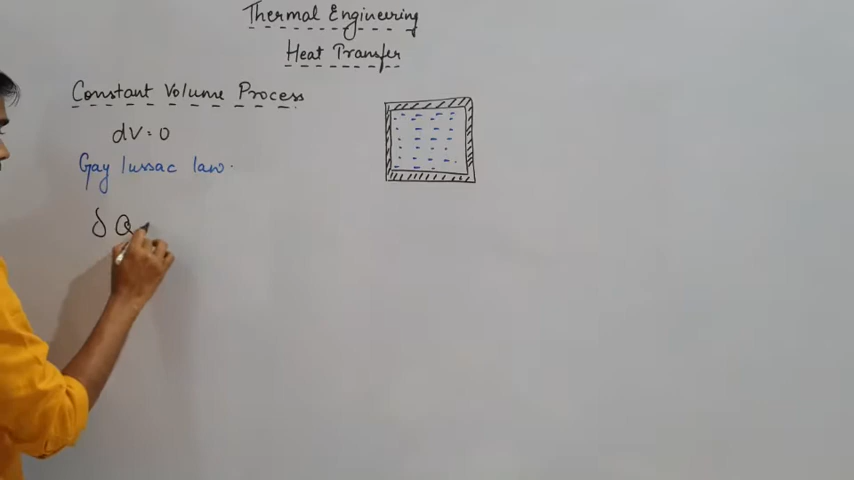 Thermal Engineering
Heat Transfer
Constant Volume Process
dV = 0
Gay lussac law.
δQ